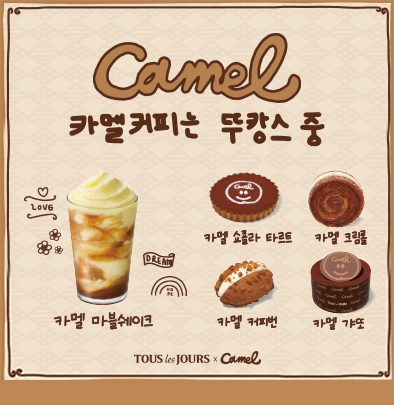 Camel
카멜커피는 뚜캉스 중
LOVE
DREAM
HOPE
카멜 마블쉐이크
카멜 쇼콜라 타르트
카멜 크림롤
카멜 커피번
카멜 갸또
TOUS les JOURS x Camel